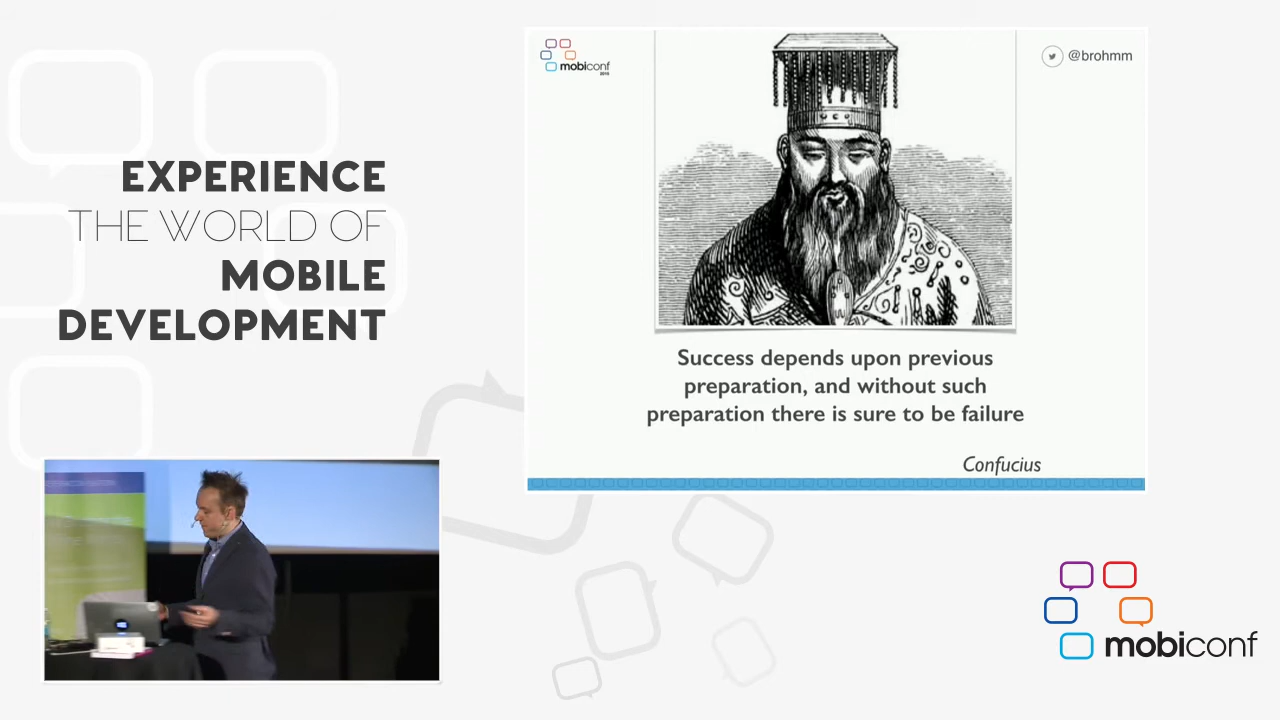 EXPERIENCE
THE WORLD OF
MOBILE
DEVELOPMENT
mobiconf
@brohmm
Success depends upon previous
preparation, and without such
preparation there is sure to be failure
Confucius
mobiconf